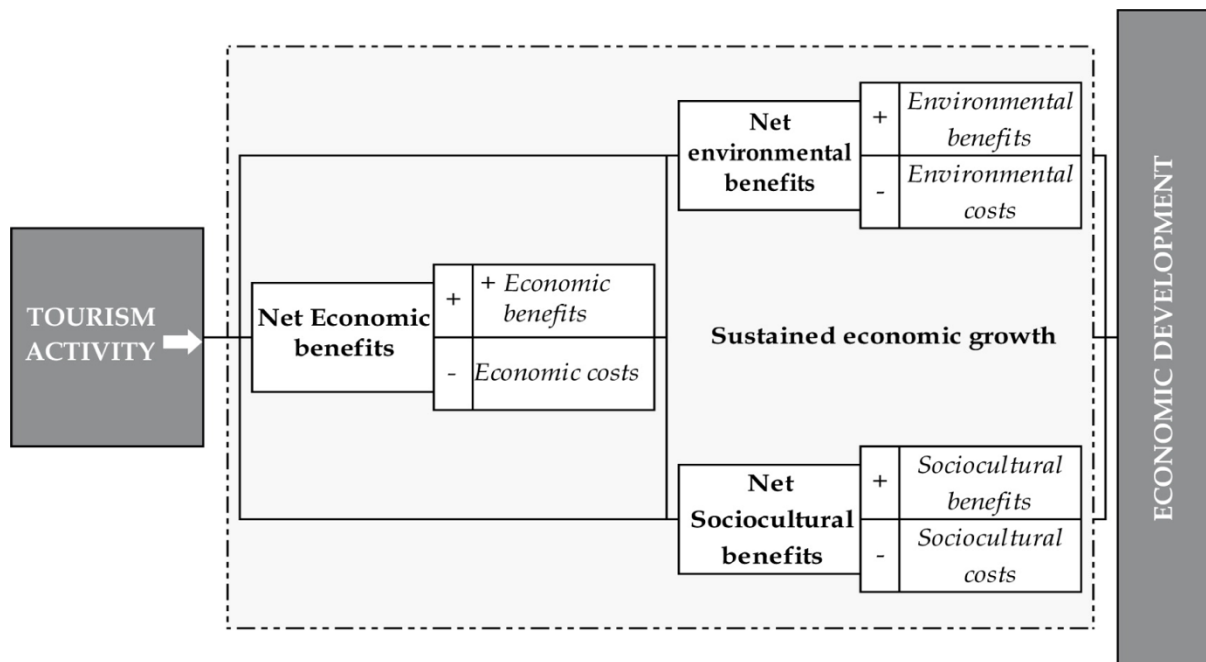 TOURISM
ACTIVITY
Net Economic
benefits
+
+ Economic
benefits
-
Economic costs
Net
environmental
benefits
+
Environmental
benefits
-
Environmental
costs
Sustained economic growth
Net
Sociocultural
benefits
+
Sociocultural
benefits
-
Sociocultural
costs
ECONOMIC DEVELOPMENT